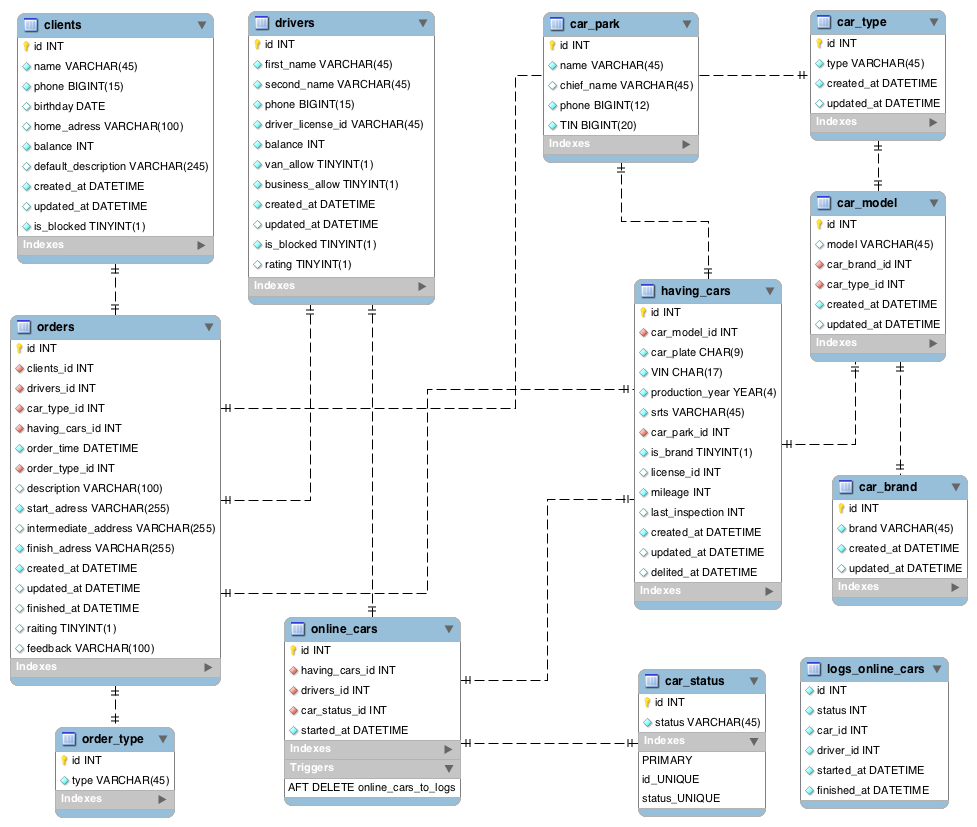 clients
id INT
name VARCHAR(45)
phone BIGINT(15)
birthday DATE
home_adress VARCHAR(100)
balance INT
default_description VARCHAR(245)
created_at DATETIME
updated_at DATETIME
is_blocked TINYINT(1)
Indexes
drivers
id INT
first_name VARCHAR(45)
second_name VARCHAR(45)
phone BIGINT(15)
driver_license_id VARCHAR(45)
balance INT
van_allow TINYINT(1)
business_allow TINYINT(1)
created_at DATETIME
updated_at DATETIME
is_blocked TINYINT(1)
rating TINYINT(1)
Indexes
car_park
id INT
name VARCHAR(45)
chief_name VARCHAR(45)
phone BIGINT(12)
TIN BIGINT(20)
Indexes
car_type
id INT
type VARCHAR(45)
created_at DATETIME
updated_at DATETIME
Indexes
car_model
id INT
model VARCHAR(45)
car_brand_id INT
car_type_id INT
created_at DATETIME
updated_at DATETIME
Indexes
orders
id INT
clients_id INT
drivers_id INT
car_type_id INT
having_cars_id INT
order_time DATETIME
order_type_id INT
description VARCHAR(100)
start_adress VARCHAR(255)
intermediate_address VARCHAR(255)
finish_adress VARCHAR(255)
created_at DATETIME
updated_at DATETIME
finished_at DATETIME
raiting TINYINT(1)
feedback VARCHAR(100)
Indexes
having_cars
id INT
car_model_id INT
car_plate CHAR(9)
VIN CHAR(17)
production_year YEAR(4)
srts VARCHAR(45)
car_park_id INT
is_brand TINYINT(1)
license_id INT
mileage INT
last_inspection INT
created_at DATETIME
updated_at DATETIME
delited_at DATETIME
Indexes
car_brand
id INT
brand VARCHAR(45)
created_at DATETIME
updated_at DATETIME
Indexes
online_cars
id INT
having_cars_id INT
drivers_id INT
car_status_id INT
started_at DATETIME
Indexes
Triggers
AFT DELETE online_cars_to_logs
car_status
id INT
status VARCHAR(45)
Indexes
PRIMARY
id_UNIQUE
status_UNIQUE
logs_online_cars
id INT
status INT
car_id INT
driver_id INT
started_at DATETIME
finished_at DATETIME
order_type
id INT
type VARCHAR(45)
Indexes